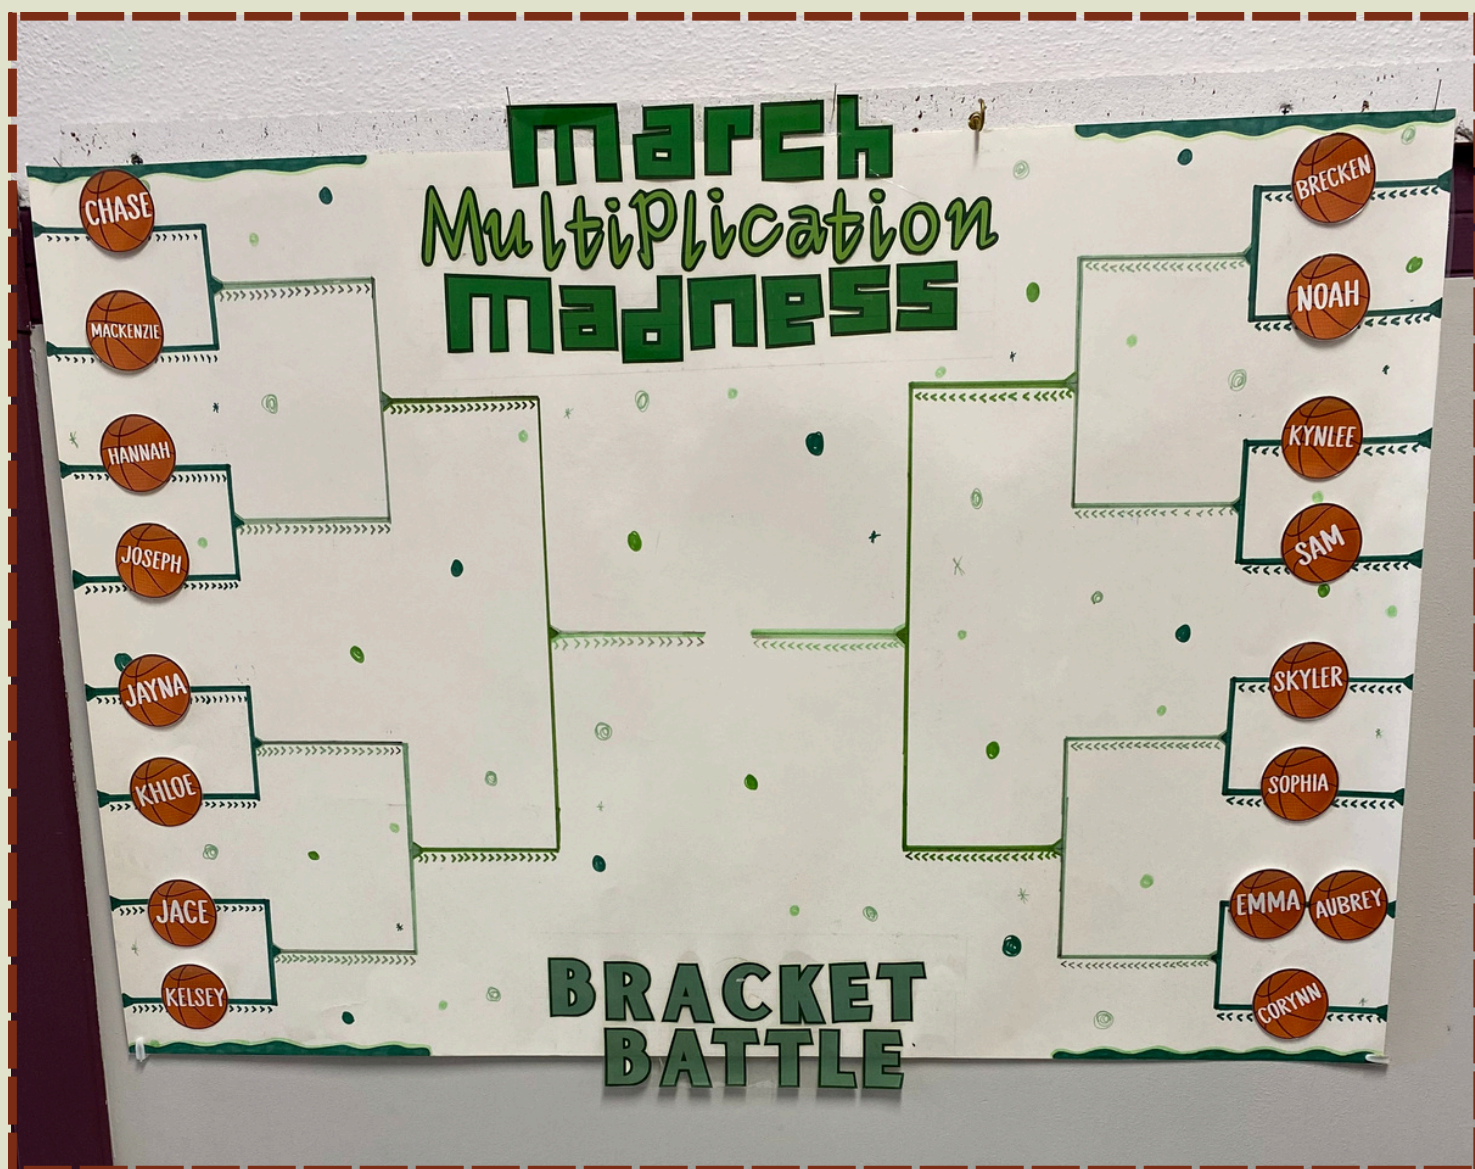 March
Multiplication
Madness
CHASE
MACKENZIE
HANNAH
JOSEPH
JAYNA
KHLOE
JACE
KELSEY
BRECKEN
NOAH
KYNLEE
SAM
SKYLER
SOPHIA
EMMA AUBREY
CORYNN
BRACKET
BATTLE